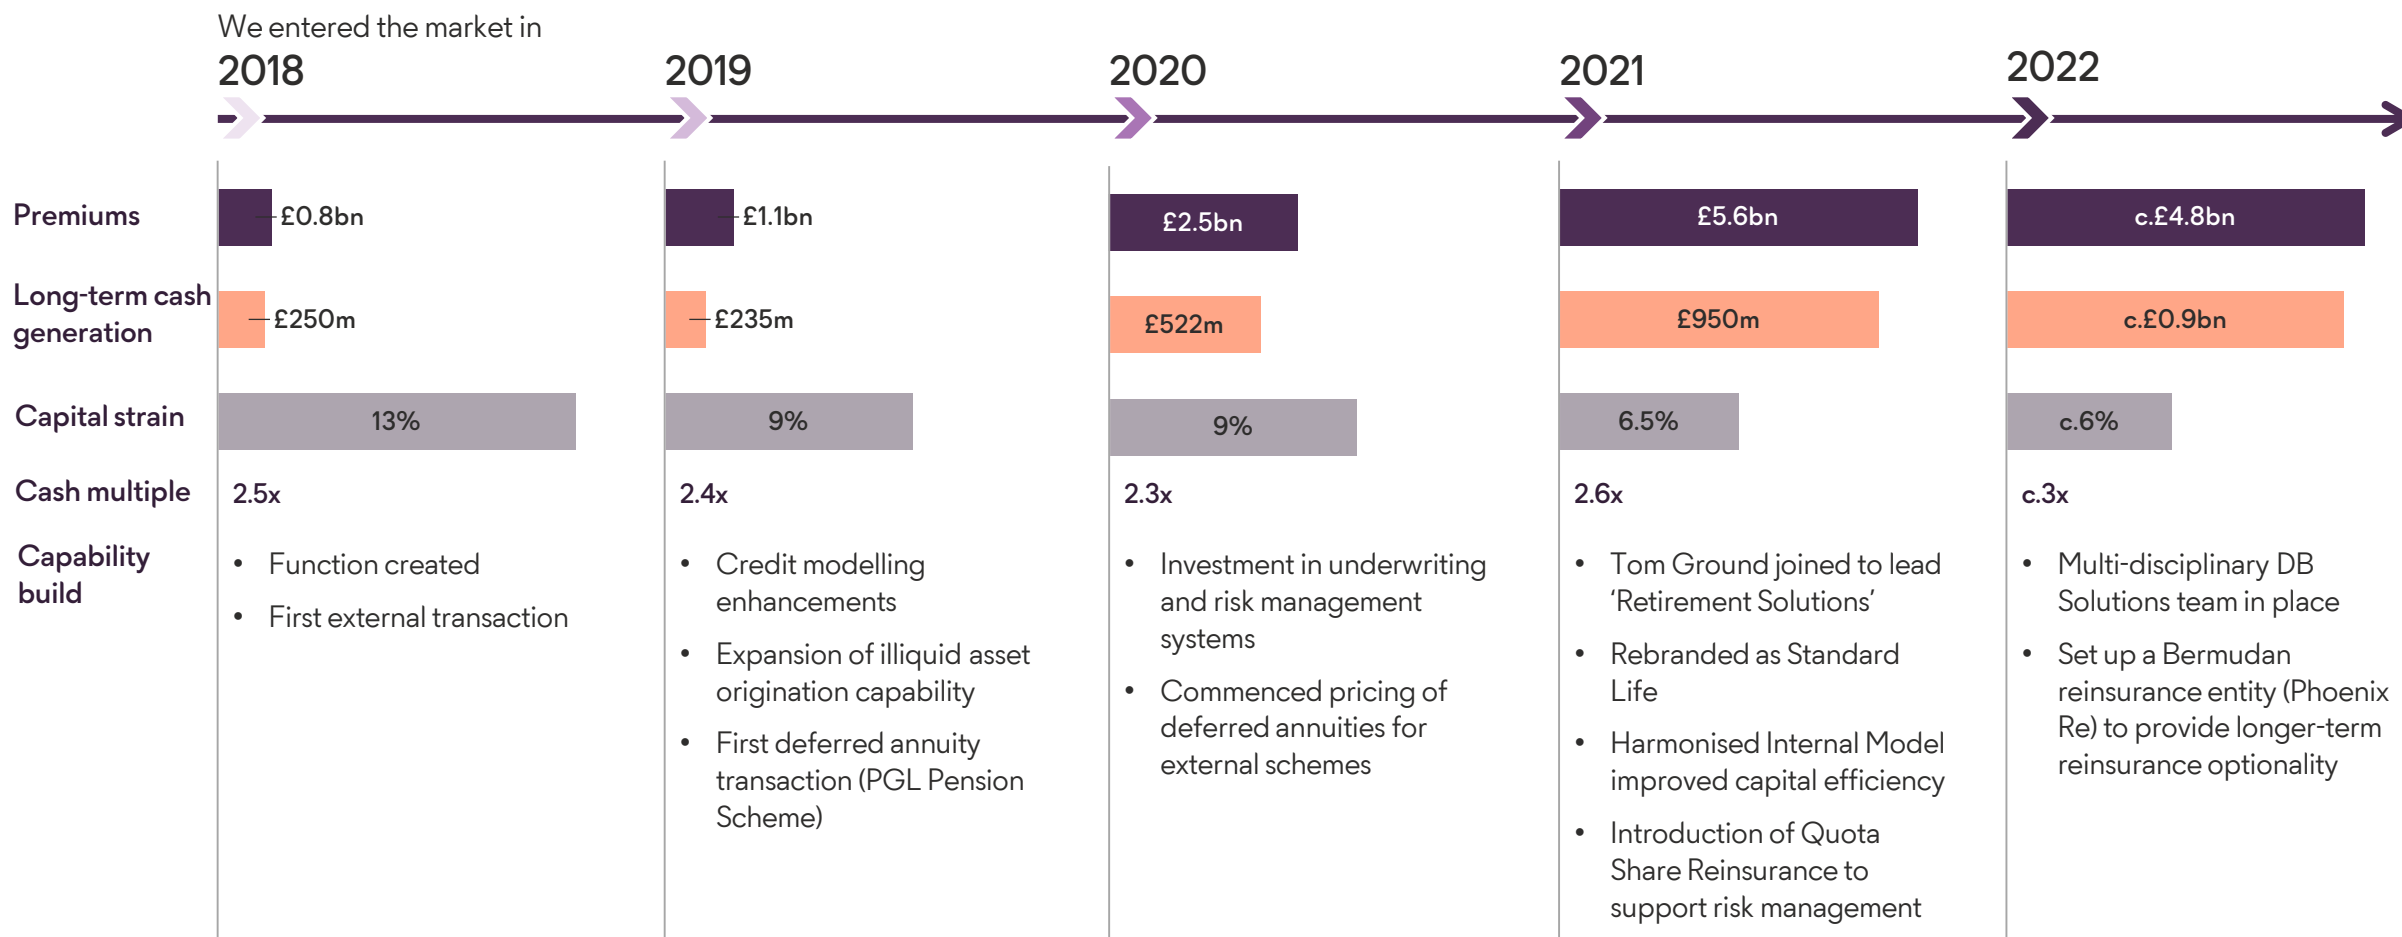 We entered the market in
2018
2019
2020
2021
2022
Premiums
£0.8bn
£1.1bn
£2.5bn
£5.6bn
c.£4.8bn
Long-term cash
generation
£250m
£235m
£522m
£950m
c.£0.9bn
Capital strain
13%
9%
9%
6.5%
c.6%
Cash multiple
2.5x
2.4x
2.3x
2.6x
c.3x
Capability
build
• Function created
• First external transaction
• Credit modelling
enhancements
• Expansion of illiquid asset
origination capability
• First deferred annuity
transaction (PGL Pension
Scheme)
• Investment in underwriting
and risk management
systems
• Commenced pricing of
deferred annuities for
external schemes
• Tom Ground joined to lead
‘Retirement Solutions’
• Rebranded as Standard
Life
• Harmonised Internal Model
improved capital efficiency
• Introduction of Quota
Share Reinsurance to
support risk management
• Multi-disciplinary DB
Solutions team in place
• Set up a Bermudan
reinsurance entity (Phoenix
Re) to provide longer-term
reinsurance optionality